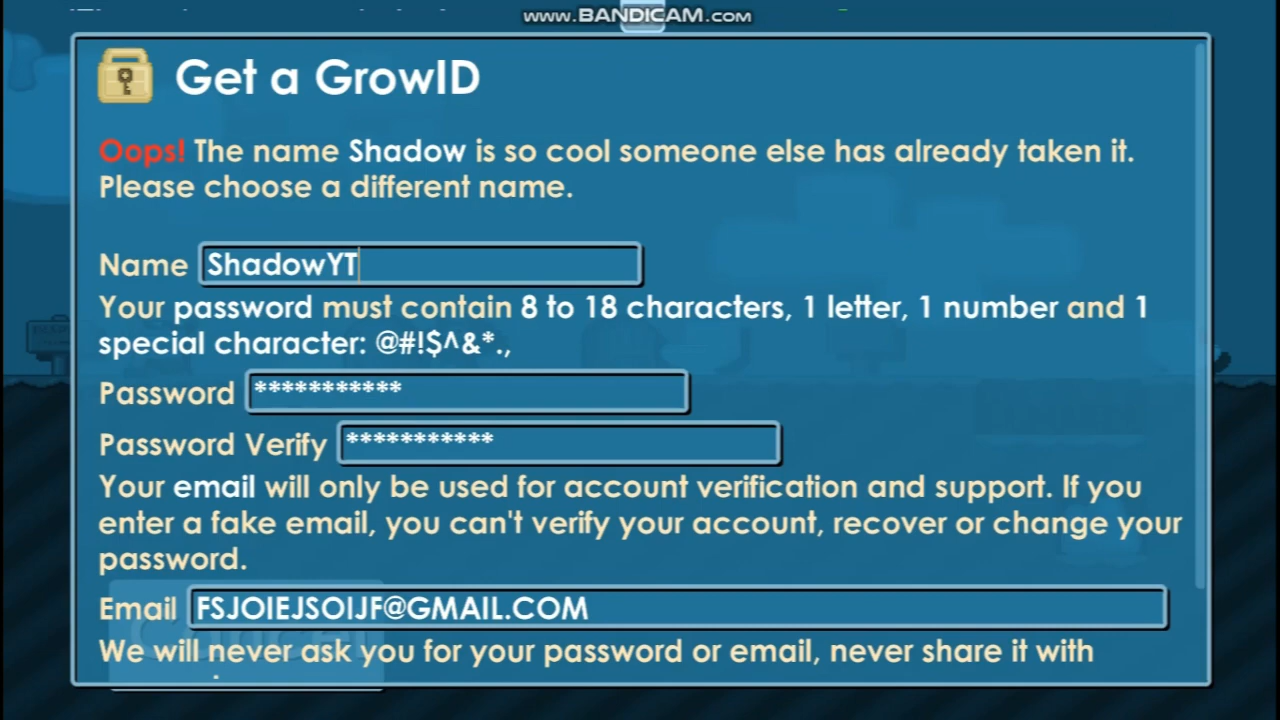 www.BANDICAM.com
Get a GrowID
Oops! The name Shadow is so cool someone else has already taken it.
Please choose a different name.
Name ShadowYT
Your password must contain 8 to 18 characters, 1 letter, 1 number and 1
special character: @#!$^&*.,
Password ***********
Password Verify ***********
Your email will only be used for account verification and support. If you
enter a fake email, you can't verify your account, recover or change your
password.
Email FSJOIEJSOIJF@GMAIL.COM
We will never ask you for your password or email, never share it with